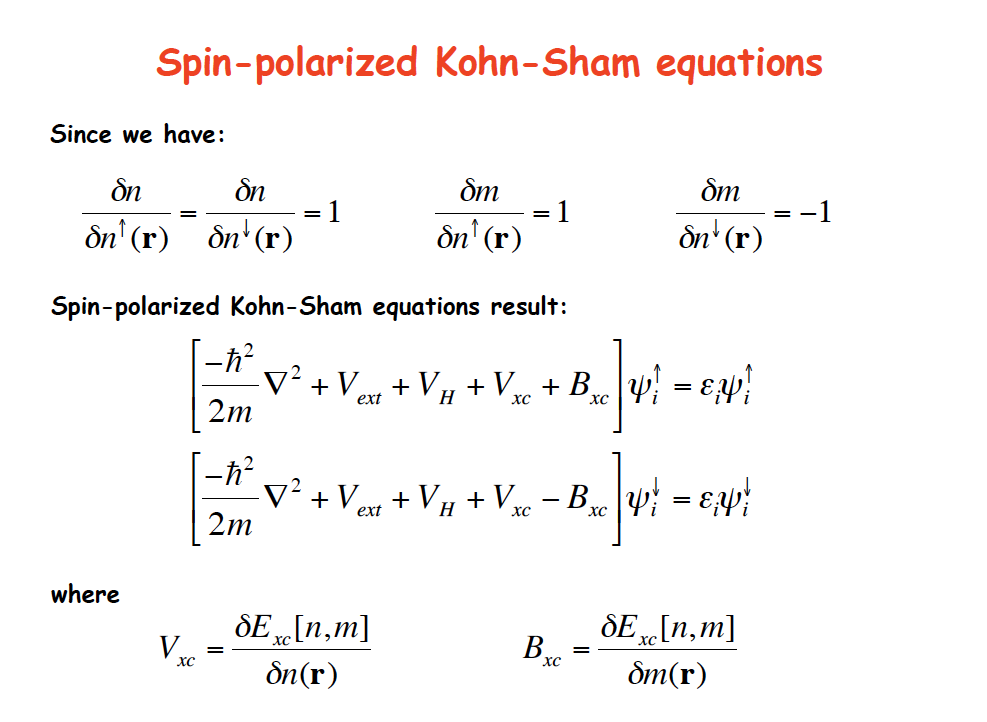 Spin-polarized Kohn-Sham equations
Since we have:
δn/δn↑(r) = δn/δn↓(r) = 1    δm/δn↑(r) = 1    δm/δn↓(r) = −1
Spin-polarized Kohn-Sham equations result:
[−ħ²/2m ∇² + V_ext + V_H + V_xc + B_xc] ψ_i↑ = ε_i ψ_i↑
[−ħ²/2m ∇² + V_ext + V_H + V_xc − B_xc] ψ_i↓ = ε_i ψ_i↓
where
V_xc = δE_xc[n,m]/δn(r)    B_xc = δE_xc[n,m]/δm(r)